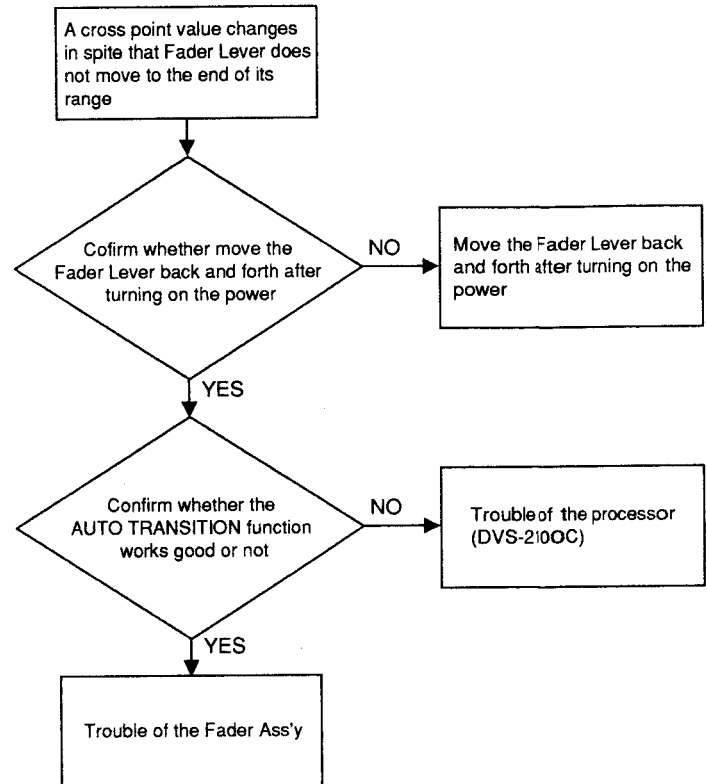 A cross point value changes
in spite that Fader Lever does
not move to the end of its
range
Cofirm whether move the
Fader Lever back and forth after
turning on the power
NO
Move the Fader Lever back
and forth after turning on the
power
YES
Confirm whether the
AUTO TRANSITION function
works good or not
NO
Trouble of the processor
(DVS-2100C)
YES
Trouble of the Fader Ass'y